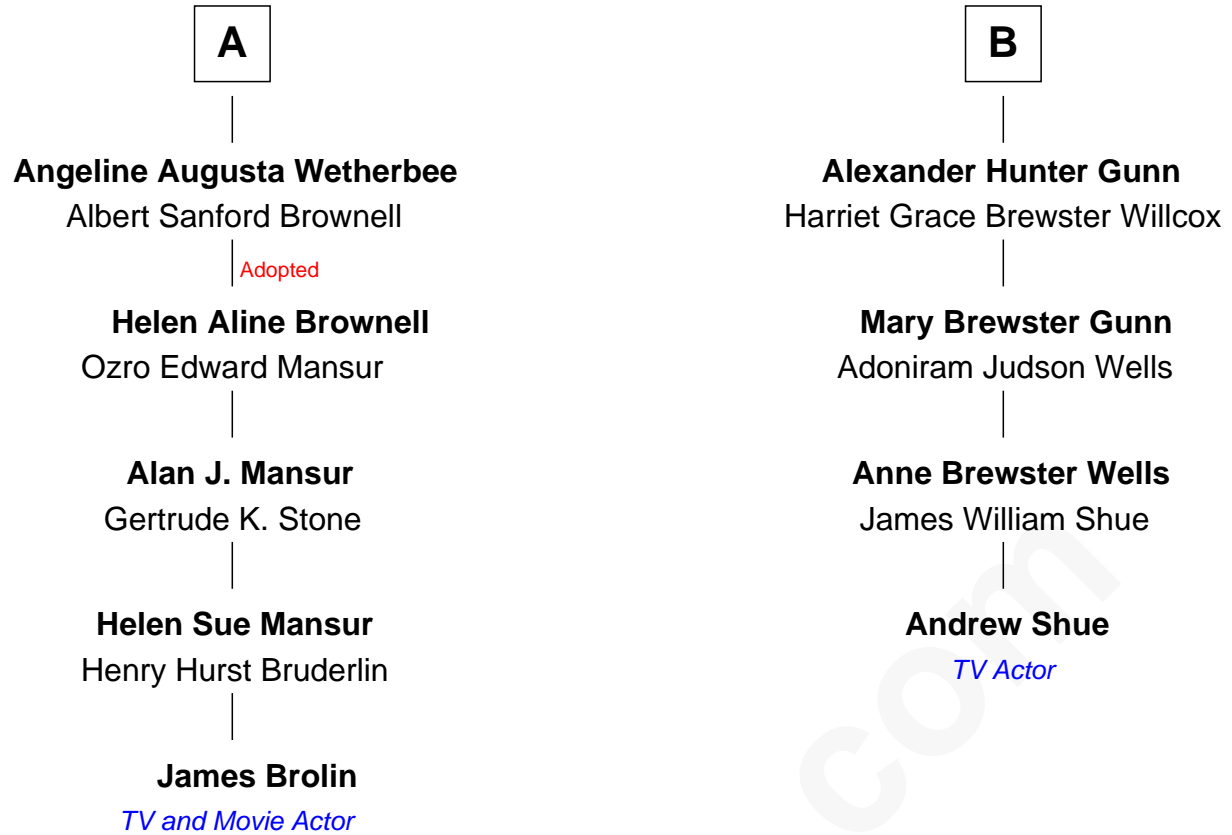 A
Angeline Augusta Wetherbee
Albert Sanford Brownell
Adopted
Helen Aline Brownell
Ozro Edward Mansur
Alan J. Mansur
Gertrude K. Stone
Helen Sue Mansur
Henry Hurst Bruderlin
James Brolin
TV and Movie Actor
B
Alexander Hunter Gunn
Harriet Grace Brewster Willcox
Mary Brewster Gunn
Adoniram Judson Wells
Anne Brewster Wells
James William Shue
Andrew Shue
TV Actor
com